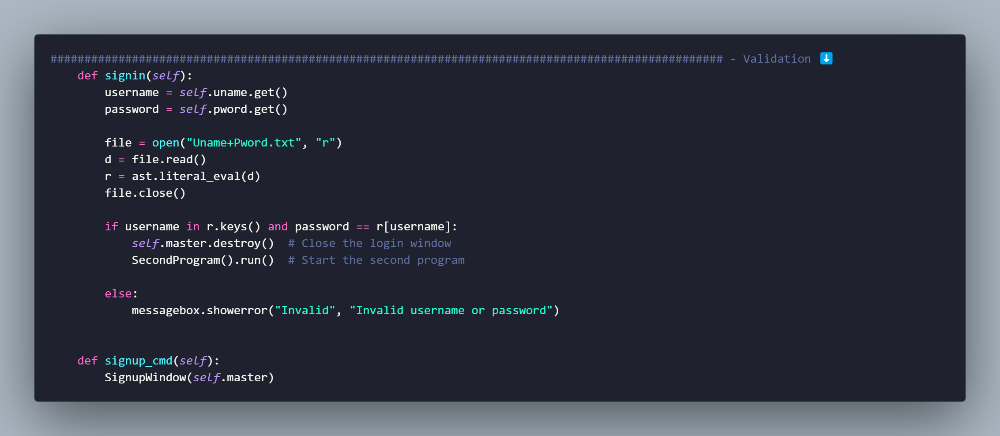 ################################################################################################### - Validation ⬇️
    def signin(self):
        username = self.uname.get()
        password = self.pword.get()

        file = open("Uname+Pword.txt", "r")
        d = file.read()
        r = ast.literal_eval(d)
        file.close()

        if username in r.keys() and password == r[username]:
            self.master.destroy()  # Close the login window
            SecondProgram().run()  # Start the second program

        else:
            messagebox.showerror("Invalid", "Invalid username or password")


    def signup_cmd(self):
        SignupWindow(self.master)